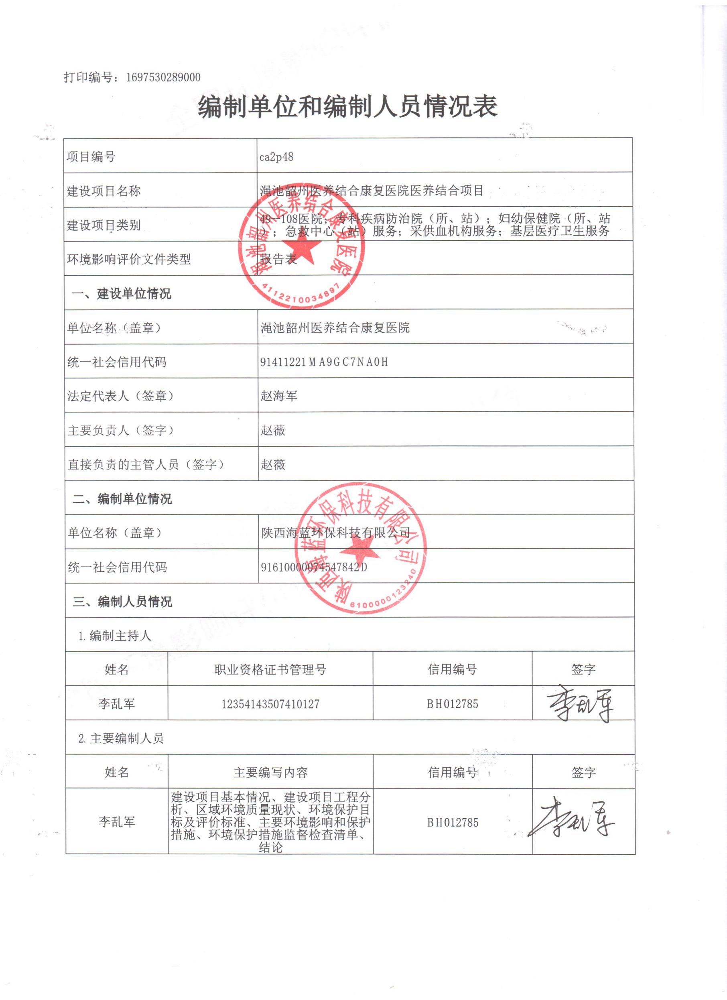 打印编号：1697530289000
编制单位和编制人员情况表
项目编号 ca2p48
建设项目名称 渑池韶州医养结合康复医院医养结合项目
建设项目类别 49--108医院；专科疾病防治院（所、站）；妇幼保健院（所、站
）；急救中心（站）服务；采供血机构服务；基层医疗卫生服务
环境影响评价文件类型 报告表
渑池韶州医养结合康复医院
4112210034897
一、建设单位情况
单位名称（盖章） 渑池韶州医养结合康复医院
统一社会信用代码 91411221MA9GC7NA0H
法定代表人（签章） 赵海军
主要负责人（签字） 赵薇
直接负责的主管人员（签字） 赵薇
二、编制单位情况
单位名称（盖章） 陕西海蓝环保科技有限公司
统一社会信用代码 91610000074547842D
陕西海蓝环保科技有限公司
6100000123240
三、编制人员情况
1. 编制主持人
姓名 职业资格证书管理号 信用编号 签字
李乱军 12354143507410127 BH012785 李乱军
2. 主要编制人员
姓名 主要编写内容 信用编号 签字
建设项目基本情况、建设项目工程分
析、区域环境质量现状、环境保护目
李乱军 标及评价标准、主要环境影响和保护 BH012785 李乱军
措施、环境保护措施监督检查清单、
结论